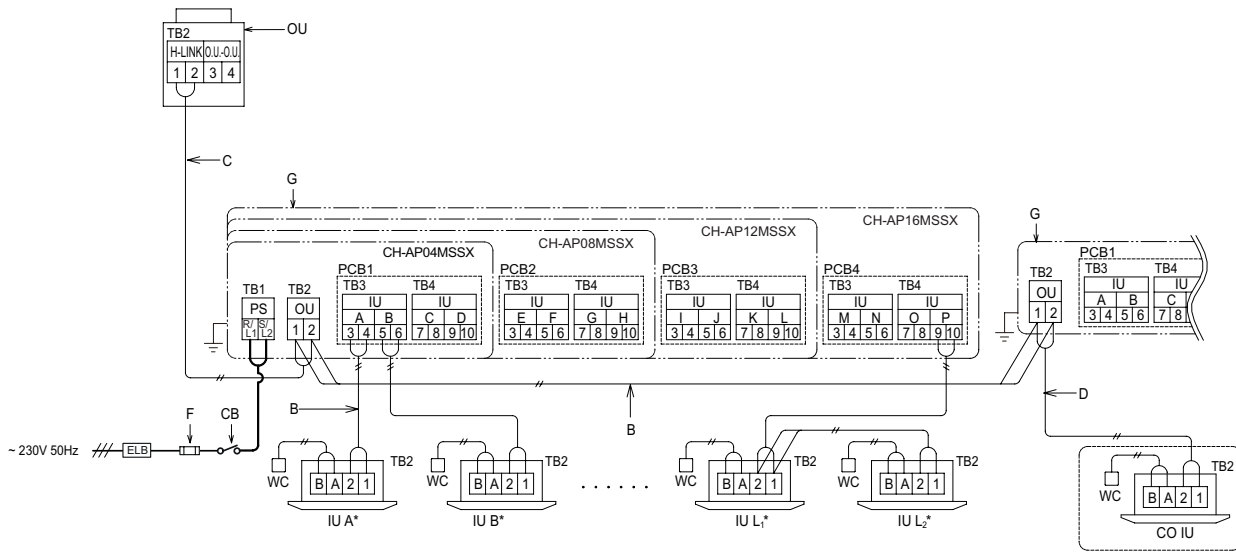 OU
TB2
H-LINK O.U.-O.U.
1 2 3 4
C
G
CH-AP16MSSX
CH-AP12MSSX
CH-AP08MSSX
CH-AP04MSSX
G
PCB1
PCB2
PCB3
PCB4
PCB1
TB1
TB2
TB3
TB4
TB3
TB4
TB3
TB4
TB3
TB4
TB2
TB3
TB4
PS
OU
IU
IU
IU
IU
IU
IU
IU
IU
OU
IU
IU
R/L1 S/L2
1 2
A B
C D
E F
G H
I J
K L
M N
O P
1 2
A B
C
3 4 5 6
7 8 9 10
3 4 5 6
7 8 9 10
3 4 5 6
7 8 9 10
3 4 5 6
7 8 9 10
3 4 5 6
7 8
B
B
D
F
CB
~ 230V 50Hz
ELB
WC
TB2
B A 2 1
IU A*
WC
TB2
B A 2 1
IU B*
. . . . . .
WC
TB2
B A 2 1
IU L₁*
WC
TB2
B A 2 1
IU L₂*
WC
TB2
B A 2 1
CO IU